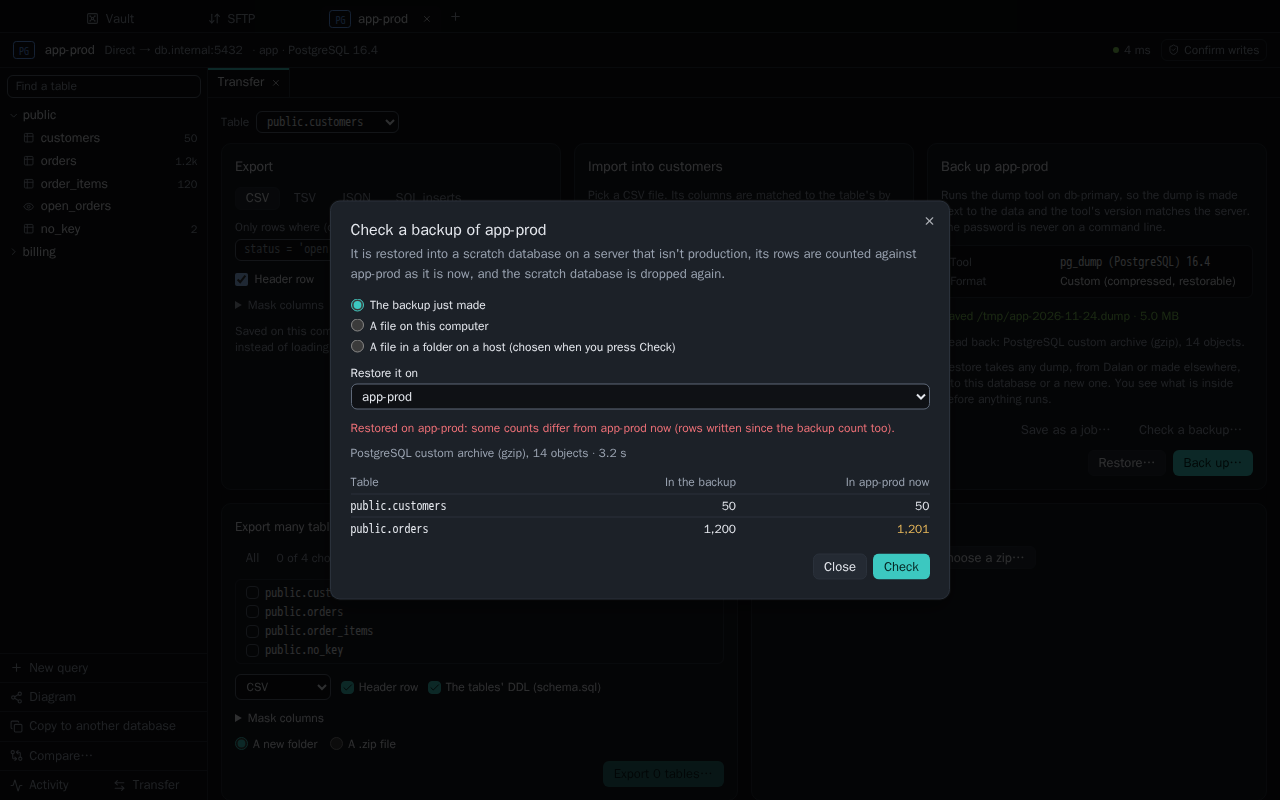 Vault
SFTP
PG app-prod
PG app-prod Direct → db.internal:5432 · app · PostgreSQL 16.4
4 ms
Confirm writes
Find a table
Transfer
public
customers 50
orders 1.2k
order_items 120
open_orders
no_key 2
billing
Table public.customers
Export
CSV TSV JSON SQL inserts
Only rows where (
status = 'open
Header row
Mask columns
Saved on this com
instead of loading
Import into customers
Pick a CSV file. Its columns are matched to the table's by
Back up app-prod
Runs the dump tool on db-primary, so the dump is made
ext to the data and the tool's version matches the server.
he password is never on a command line.
Tool pg_dump (PostgreSQL) 16.4
Format Custom (compressed, restorable)
aved /tmp/app-2026-11-24.dump · 5.0 MB
ead back: PostgreSQL custom archive (gzip), 14 objects.
estore takes any dump, from Dalan or made elsewhere,
to this database or a new one. You see what is inside
efore anything runs.
Save as a job···
Check a backup···
Restore···
Back up···
Check a backup of app-prod
It is restored into a scratch database on a server that isn't production, its rows are counted against
app-prod as it is now, and the scratch database is dropped again.
The backup just made
A file on this computer
A file in a folder on a host (chosen when you press Check)
Restore it on
app-prod
Restored on app-prod: some counts differ from app-prod now (rows written since the backup count too).
PostgreSQL custom archive (gzip), 14 objects · 3.2 s
Table In the backup In app-prod now
public.customers 50 50
public.orders 1,200 1,201
Close
Check
Export many tabl
All 0 of 4 cho
public.cust
public.orders
public.order_items
public.no_key
CSV
Header row
The tables' DDL (schema.sql)
Mask columns
A new folder
A .zip file
Export 0 tables···
hoose a zip···
New query
Diagram
Copy to another database
Compare···
Activity
Transfer